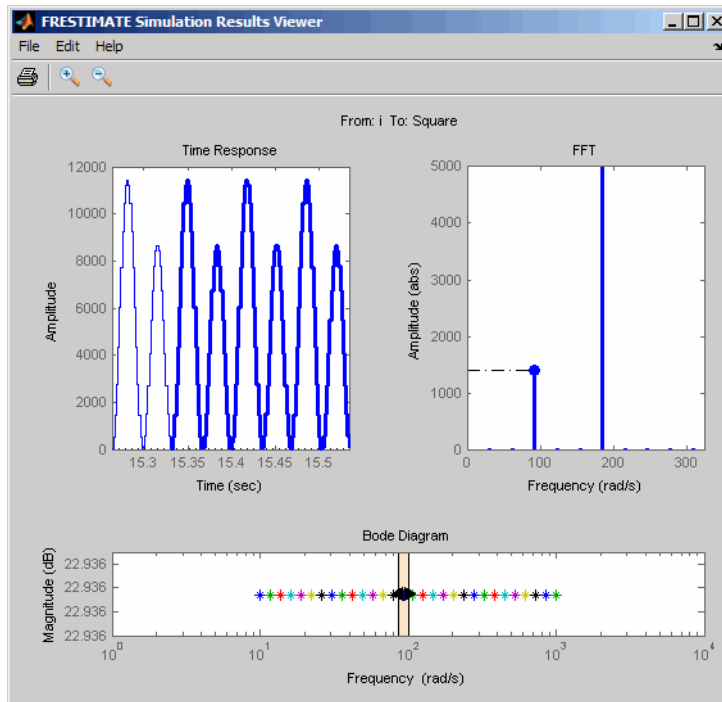 FRESTIMATE Simulation Results Viewer
File Edit Help
From: i To: Square
Time Response
12000
10000
8000
6000
4000
2000
0
Amplitude
15.3 15.35 15.4 15.45 15.5
Time (sec)
FFT
5000
4000
3000
2000
1000
0
Amplitude (abs)
0 100 200 300
Frequency (rad/s)
Bode Diagram
22.936
22.936
22.936
22.936
Magnitude (dB)
10^0 10^1 10^2 10^3 10^4
Frequency (rad/s)